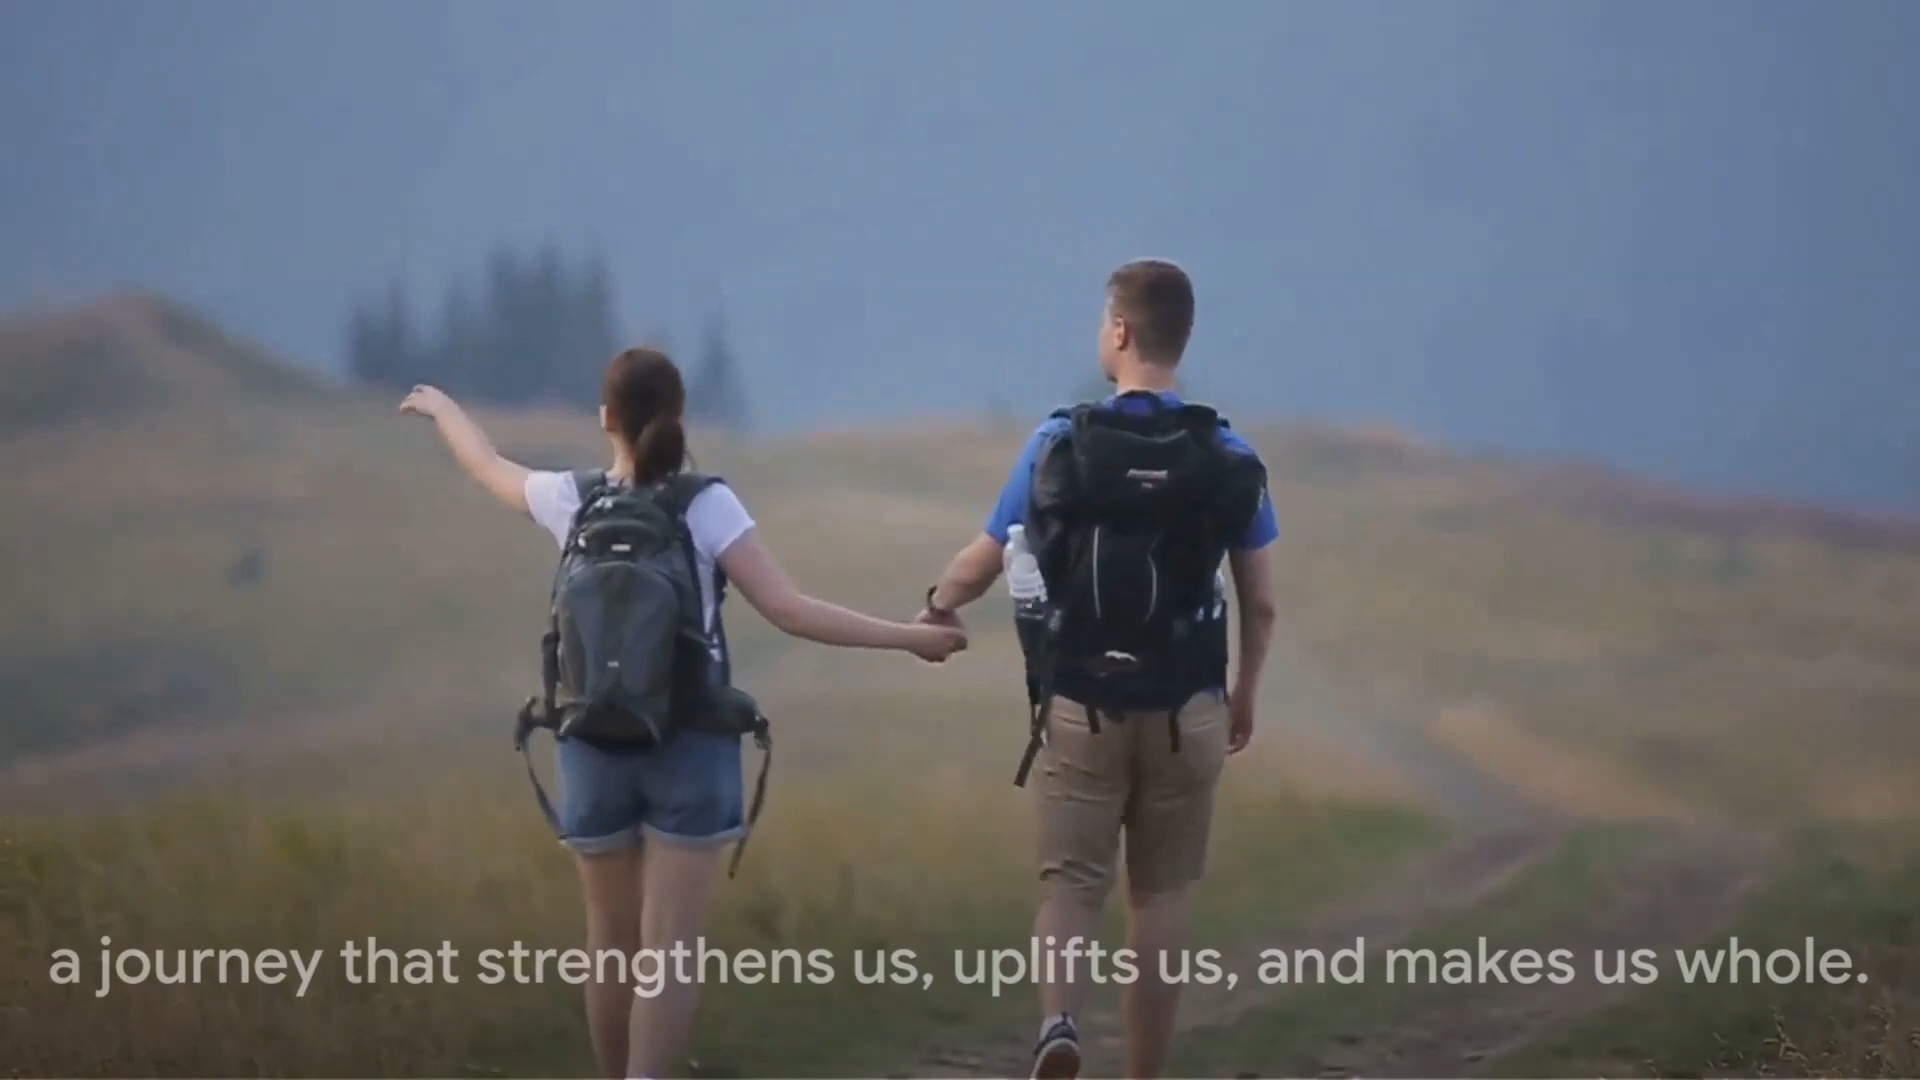 a journey that strengthens us, uplifts us, and makes us whole.